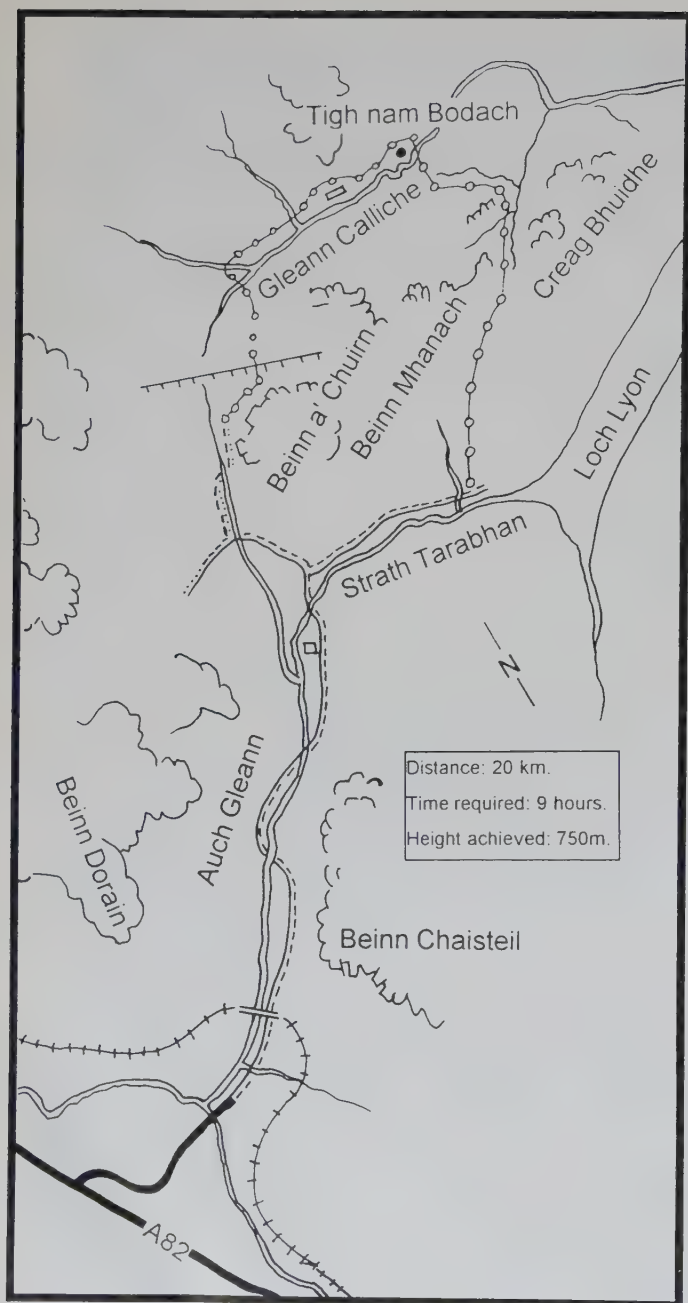 Tigh nam Bodach
Gleann Calliche
Creag Bhuidhe
Beinn a' Chuirn
Beinn Mhanach
Loch Lyon
Strath Tarabhan
N
Distance: 20 km.
Time required: 9 hours.
Height achieved: 750m.
Auch Gleann
Beinn Dorain
Beinn Chaisteil
A82